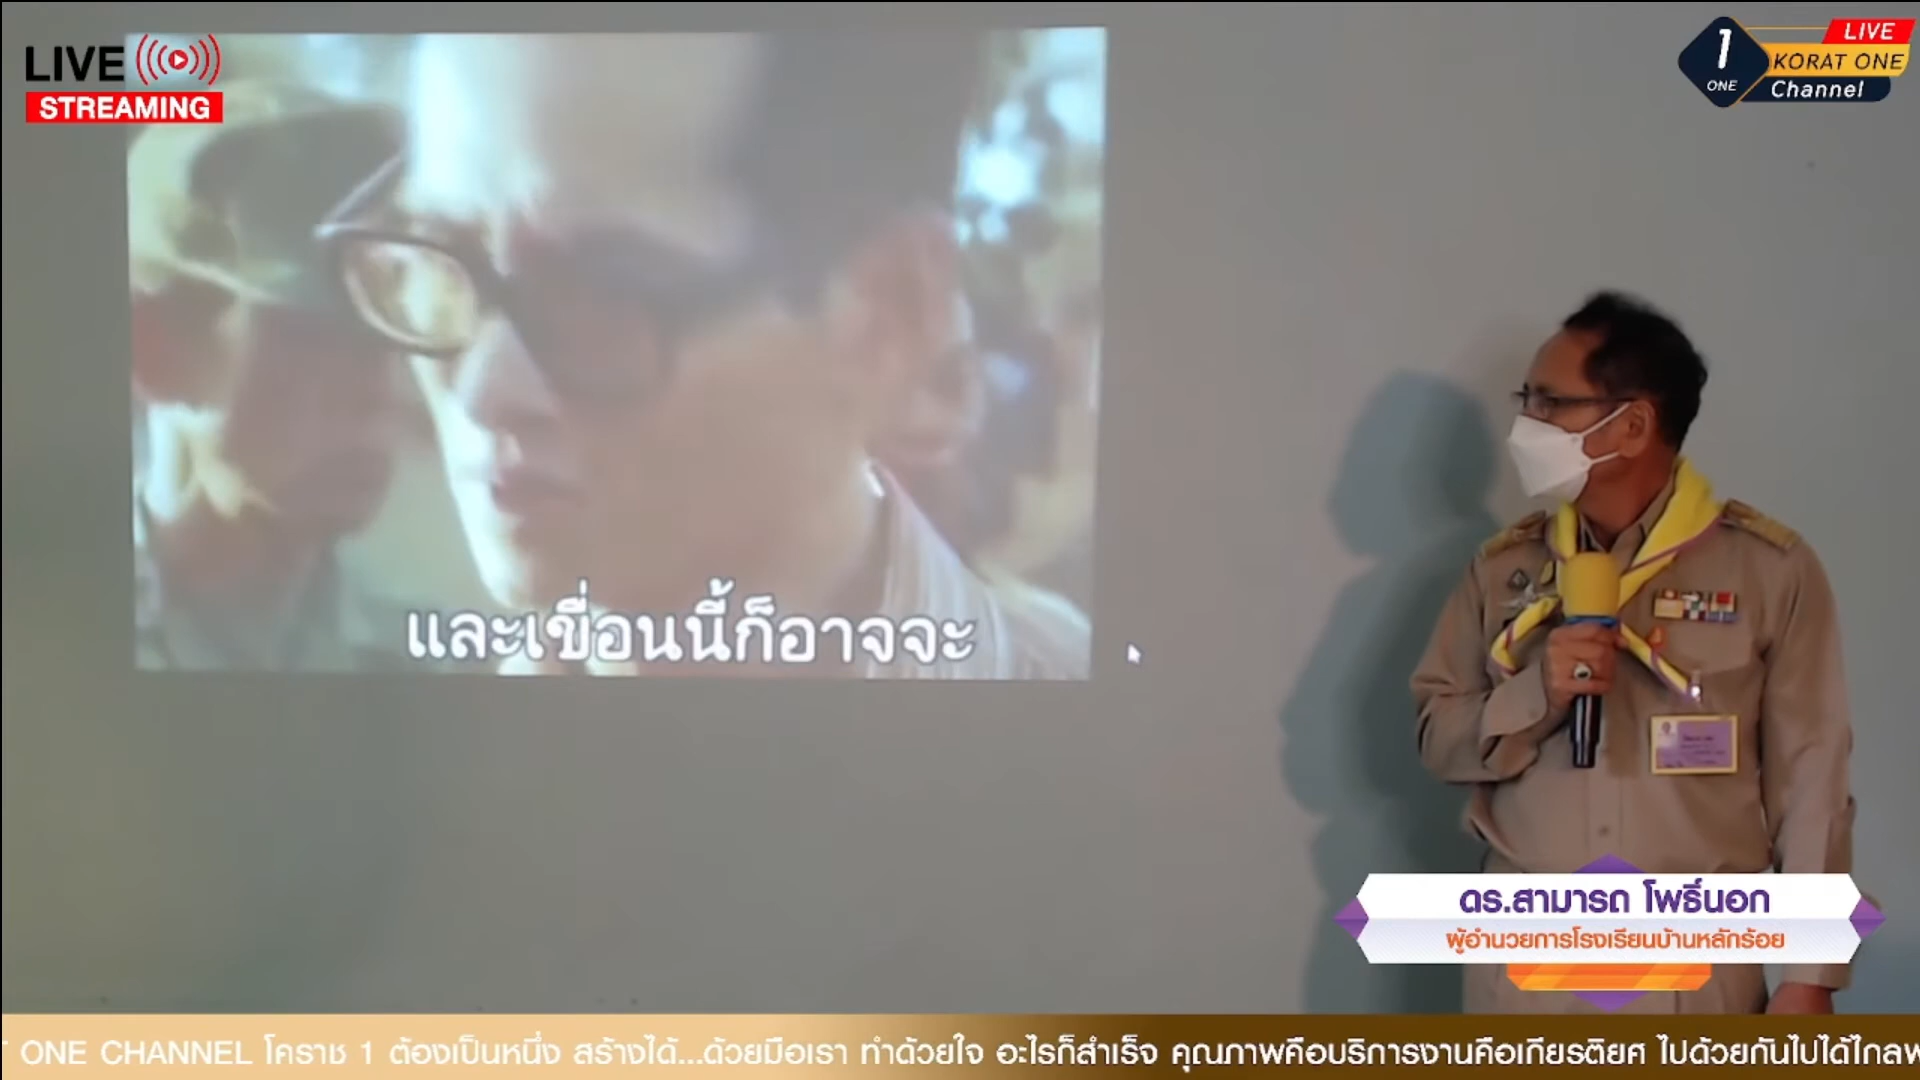 LIVE
STREAMING
LIVE
1
KORAT ONE
ONE
Channel
และเขื่อนนี้ก็อาจจะ
ดร.สามารถ โพธิ์นอก
ผู้อำนวยการโรงเรียนบ้านหลักร้อย
ONE CHANNEL โคราช 1 ต้องเป็นหนึ่ง สร้างได้...ด้วยมือเรา ทำด้วยใจ อะไรก็สำเร็จ คุณภาพคือบริการงานคือเกียรติยศ ไปด้วยกันไปได้ไกล